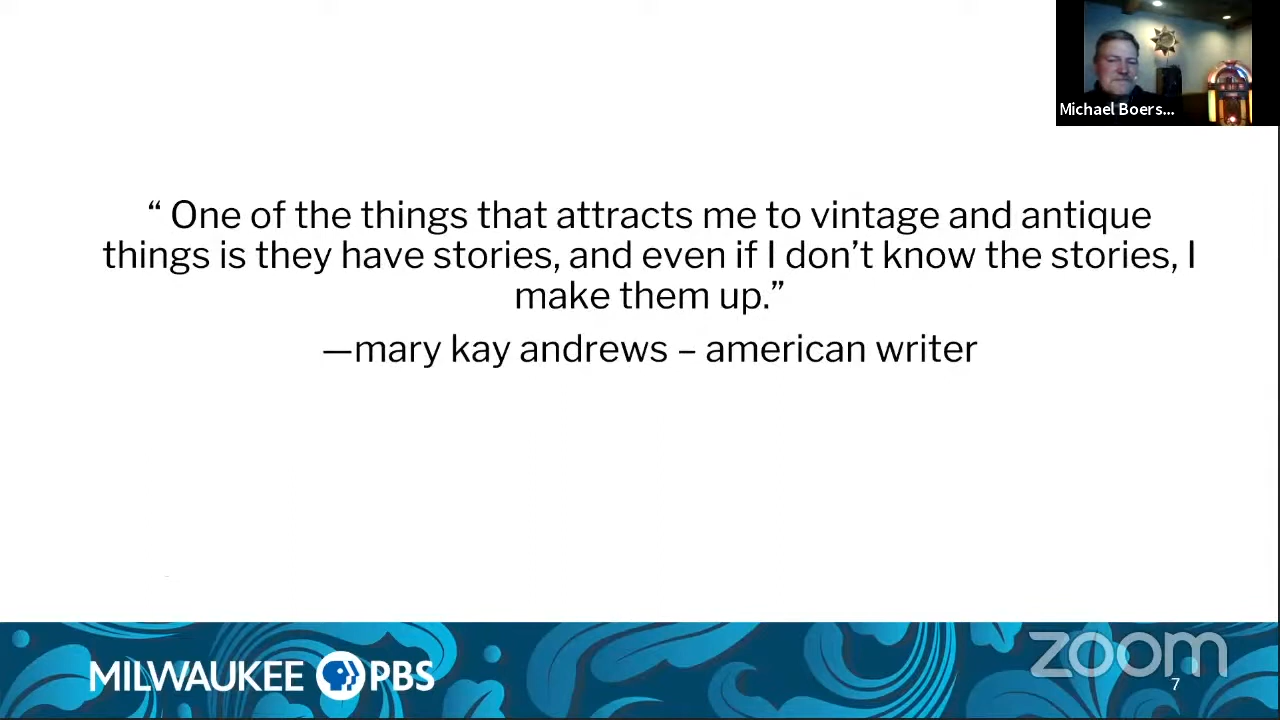 Michael Boers...
“ One of the things that attracts me to vintage and antique
things is they have stories, and even if I don’t know the stories, I
make them up.”
—mary kay andrews – american writer
MILWAUKEE PBS
zoom
7